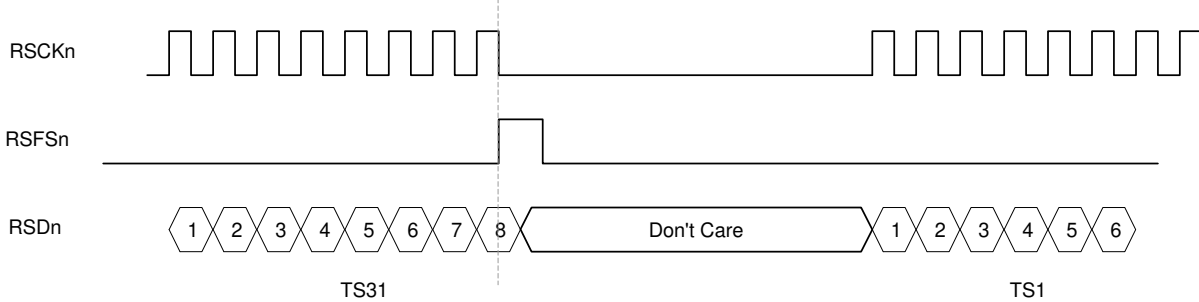 RSCKn
RSFSn
RSDn 1 2 3 4 5 6 7 8 Don't Care 1 2 3 4 5 6
TS31 TS1